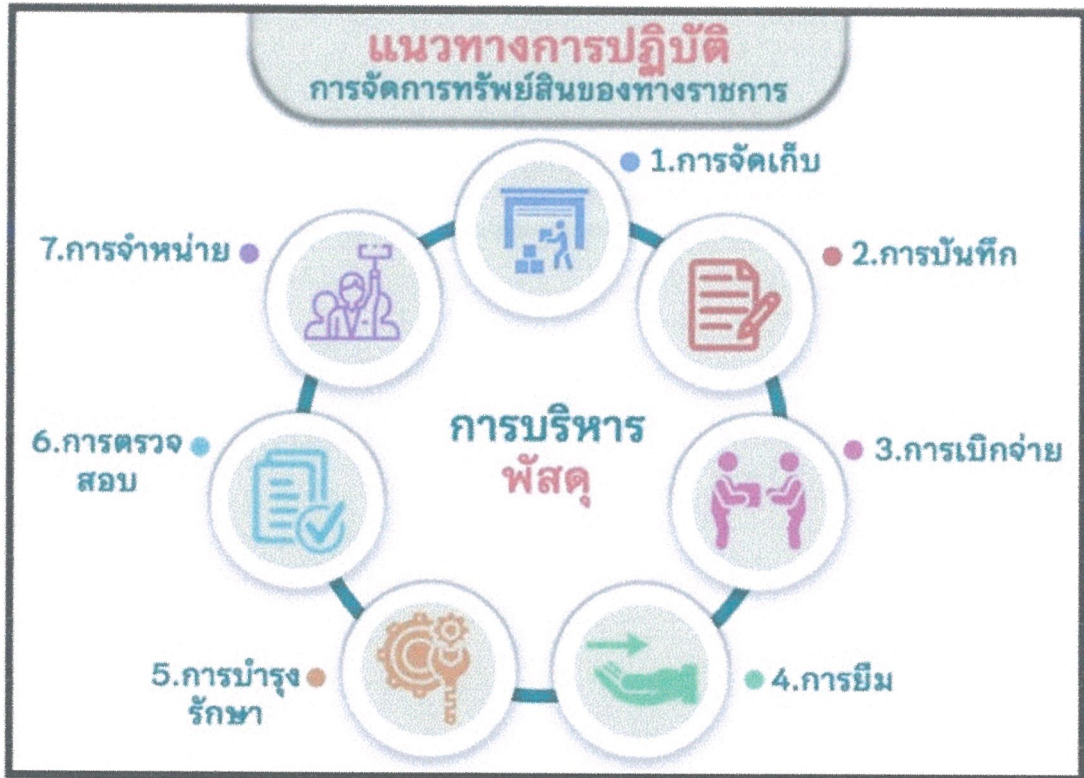 แนวทางการปฏิบัติ
การจัดการทรัพย์สินของทางราชการ
1.การจัดเก็บ
2.การบันทึก
3.การเบิกจ่าย
4.การยืม
5.การบำรุง
รักษา
6.การตรวจ
สอบ
7.การจำหน่าย
การบริหาร
พัสดุ